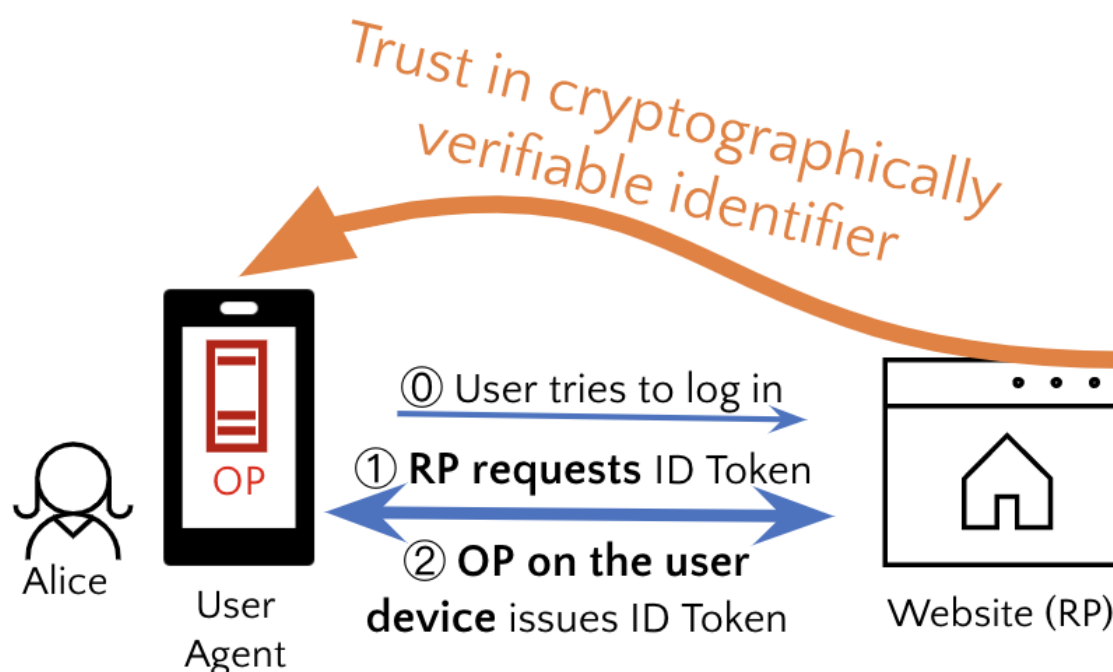 Trust in cryptographically
verifiable identifier
OP
⓪ User tries to log in
① RP requests ID Token
② OP on the user
device issues ID Token
Alice
User
Agent
Website (RP)